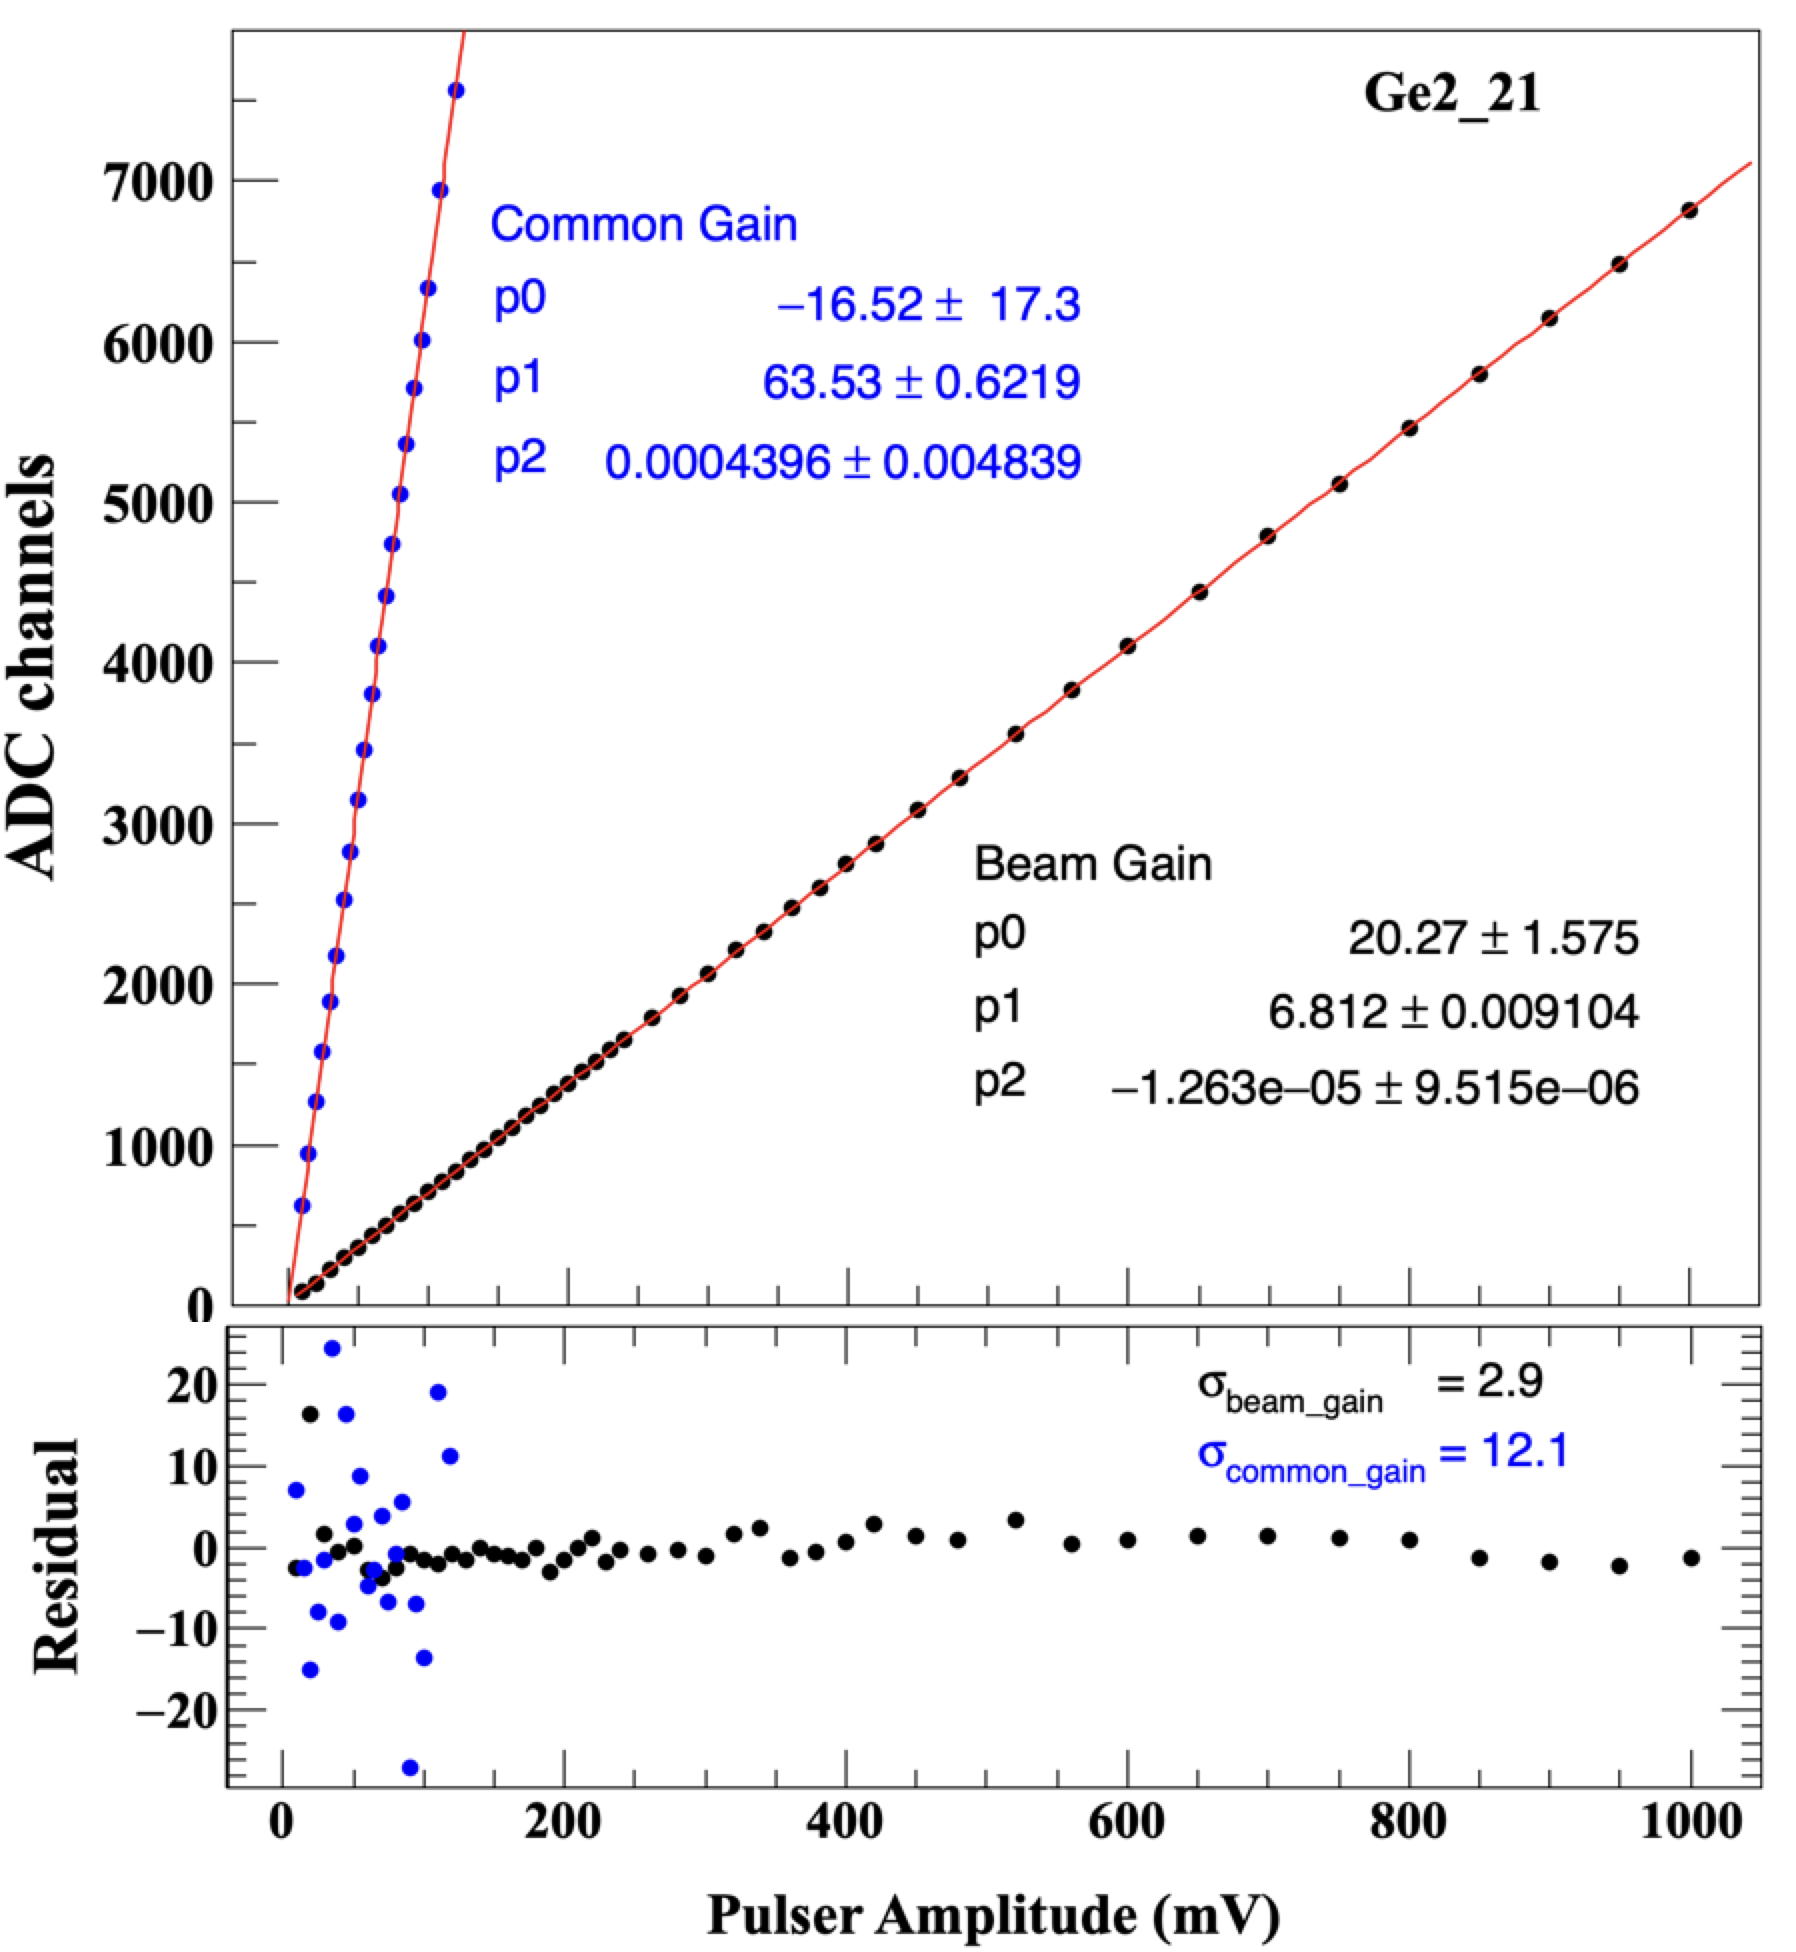 Ge2_21
7000
6000
5000
4000
3000
2000
1000
0
ADC channels
Common Gain
p0 −16.52 ± 17.3
p1 63.53 ± 0.6219
p2 0.0004396 ± 0.004839
Beam Gain
p0 20.27 ± 1.575
p1 6.812 ± 0.009104
p2 −1.263e−05 ± 9.515e−06
20
10
0
−10
−20
Residual
σbeam_gain = 2.9
σcommon_gain = 12.1
0 200 400 600 800 1000
Pulser Amplitude (mV)